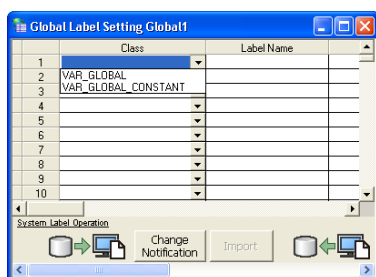 Global Label Setting Global1
Class Label Name
1
2 VAR_GLOBAL
3 VAR_GLOBAL_CONSTANT
4
5
6
7
8
9
10
System Label Operation
Change
Notification
Import